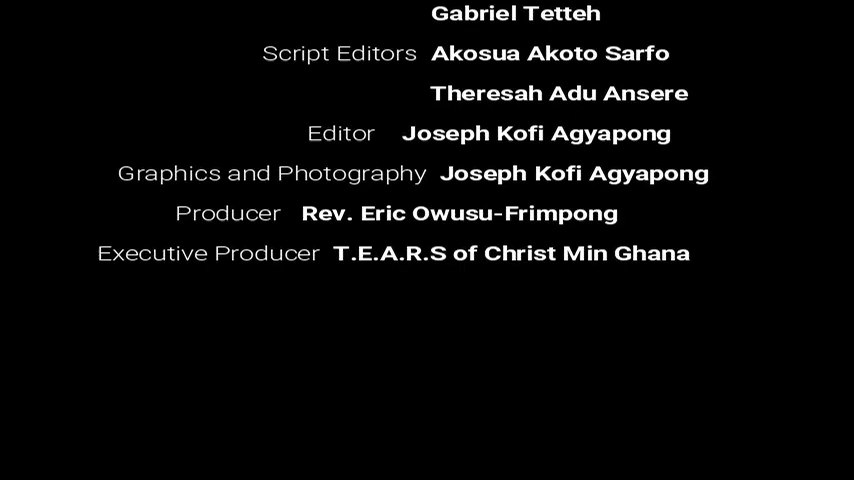 Gabriel Tetteh
Script Editors Akosua Akoto Sarfo
Theresah Adu Ansere
Editor Joseph Kofi Agyapong
Graphics and Photography Joseph Kofi Agyapong
Producer Rev. Eric Owusu-Frimpong
Executive Producer T.E.A.R.S of Christ Min Ghana